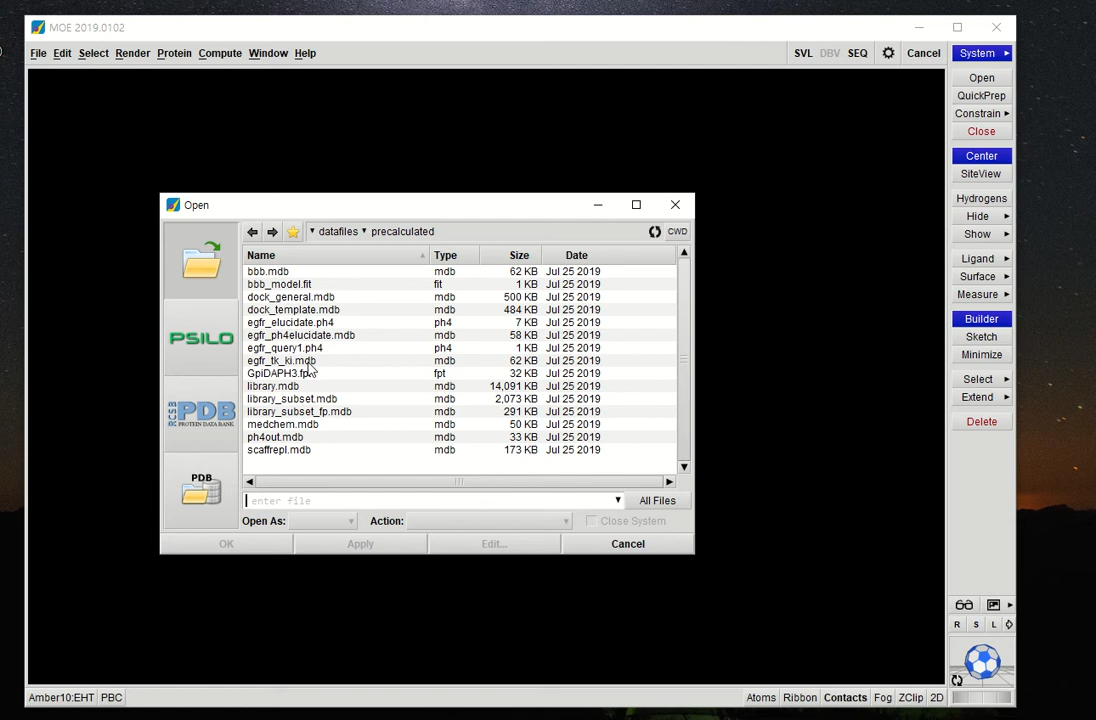 MOE 2019.0102
File Edit Select Render Protein Compute Window Help SVL DBV SEQ Cancel System
Open
QuickPrep
Constrain
Close
Center
SiteView
Hydrogens
Hide
Show
Ligand
Surface
Measure
Builder
Sketch
Minimize
Select
Extend
Delete
R S L
Open
datafiles precalculated CWD
Name Type Size Date
bbb.mdb mdb 62 KB Jul 25 2019
bbb_model.fit fit 1 KB Jul 25 2019
dock_general.mdb mdb 500 KB Jul 25 2019
dock_template.mdb mdb 484 KB Jul 25 2019
egfr_elucidate.ph4 ph4 7 KB Jul 25 2019
egfr_ph4elucidate.mdb mdb 58 KB Jul 25 2019
egfr_query1.ph4 ph4 1 KB Jul 25 2019
egfr_tk_ki.mdb mdb 62 KB Jul 25 2019
GpiDAPH3.fpt fpt 32 KB Jul 25 2019
library.mdb mdb 14,091 KB Jul 25 2019
library_subset.mdb mdb 2,073 KB Jul 25 2019
library_subset_fp.mdb mdb 291 KB Jul 25 2019
medchem.mdb mdb 50 KB Jul 25 2019
ph4out.mdb mdb 33 KB Jul 25 2019
scaffrepl.mdb mdb 173 KB Jul 25 2019
PSILO
RCSB PDB
PROTEIN DATA BANK
PDB
enter file All Files
Open As: Action: Close System
OK Apply Edit... Cancel
Amber10:EHT PBC Atoms Ribbon Contacts Fog ZClip 2D